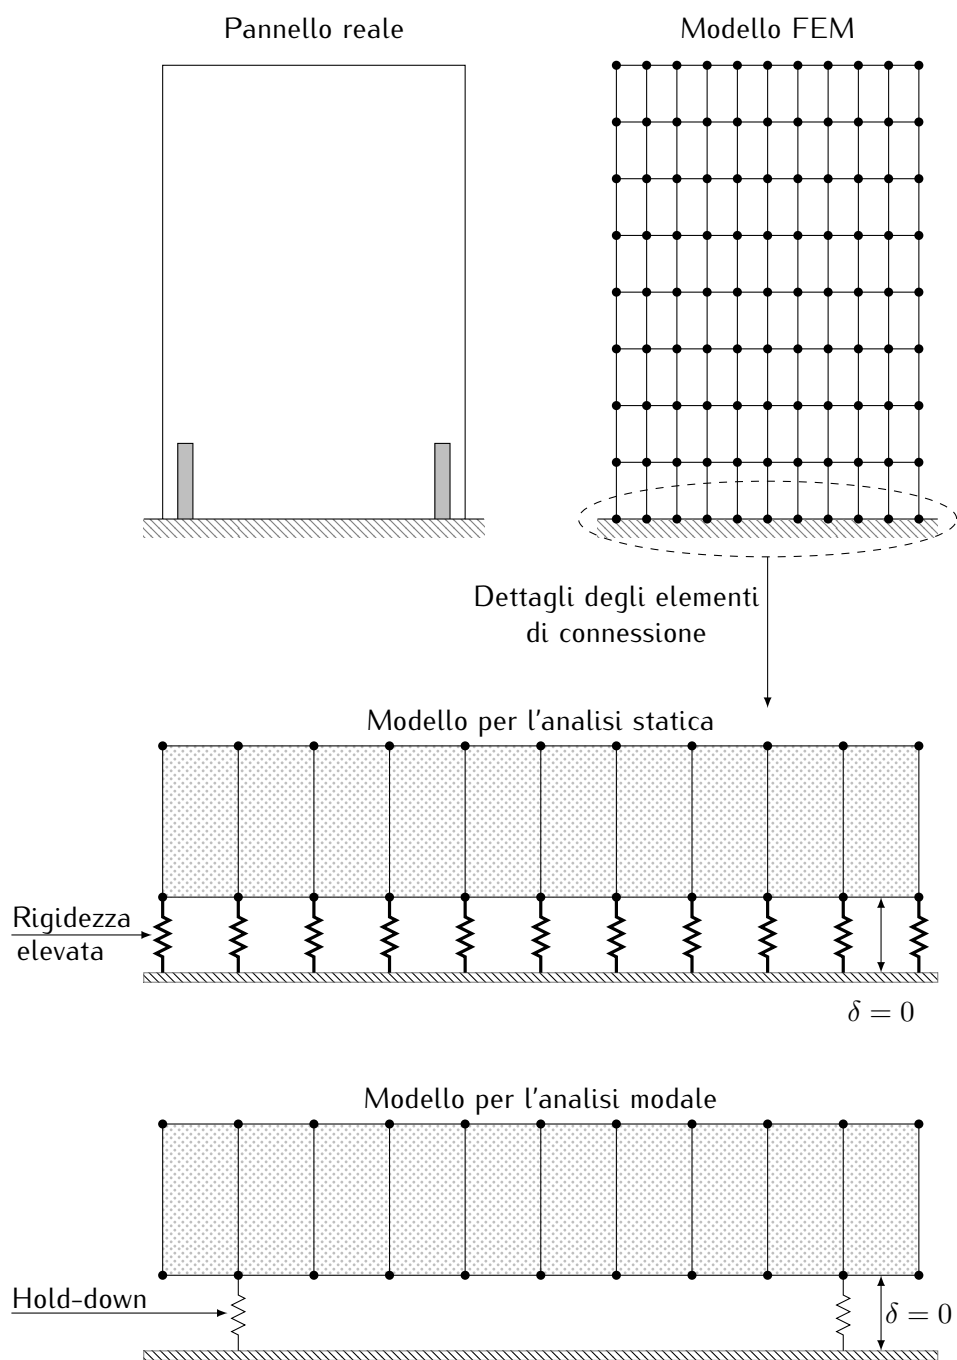 Pannello reale
Modello FEM
Dettagli degli elementi
di connessione
Modello per l'analisi statica
Rigidezza
elevata
δ = 0
Modello per l'analisi modale
Hold-down
δ = 0